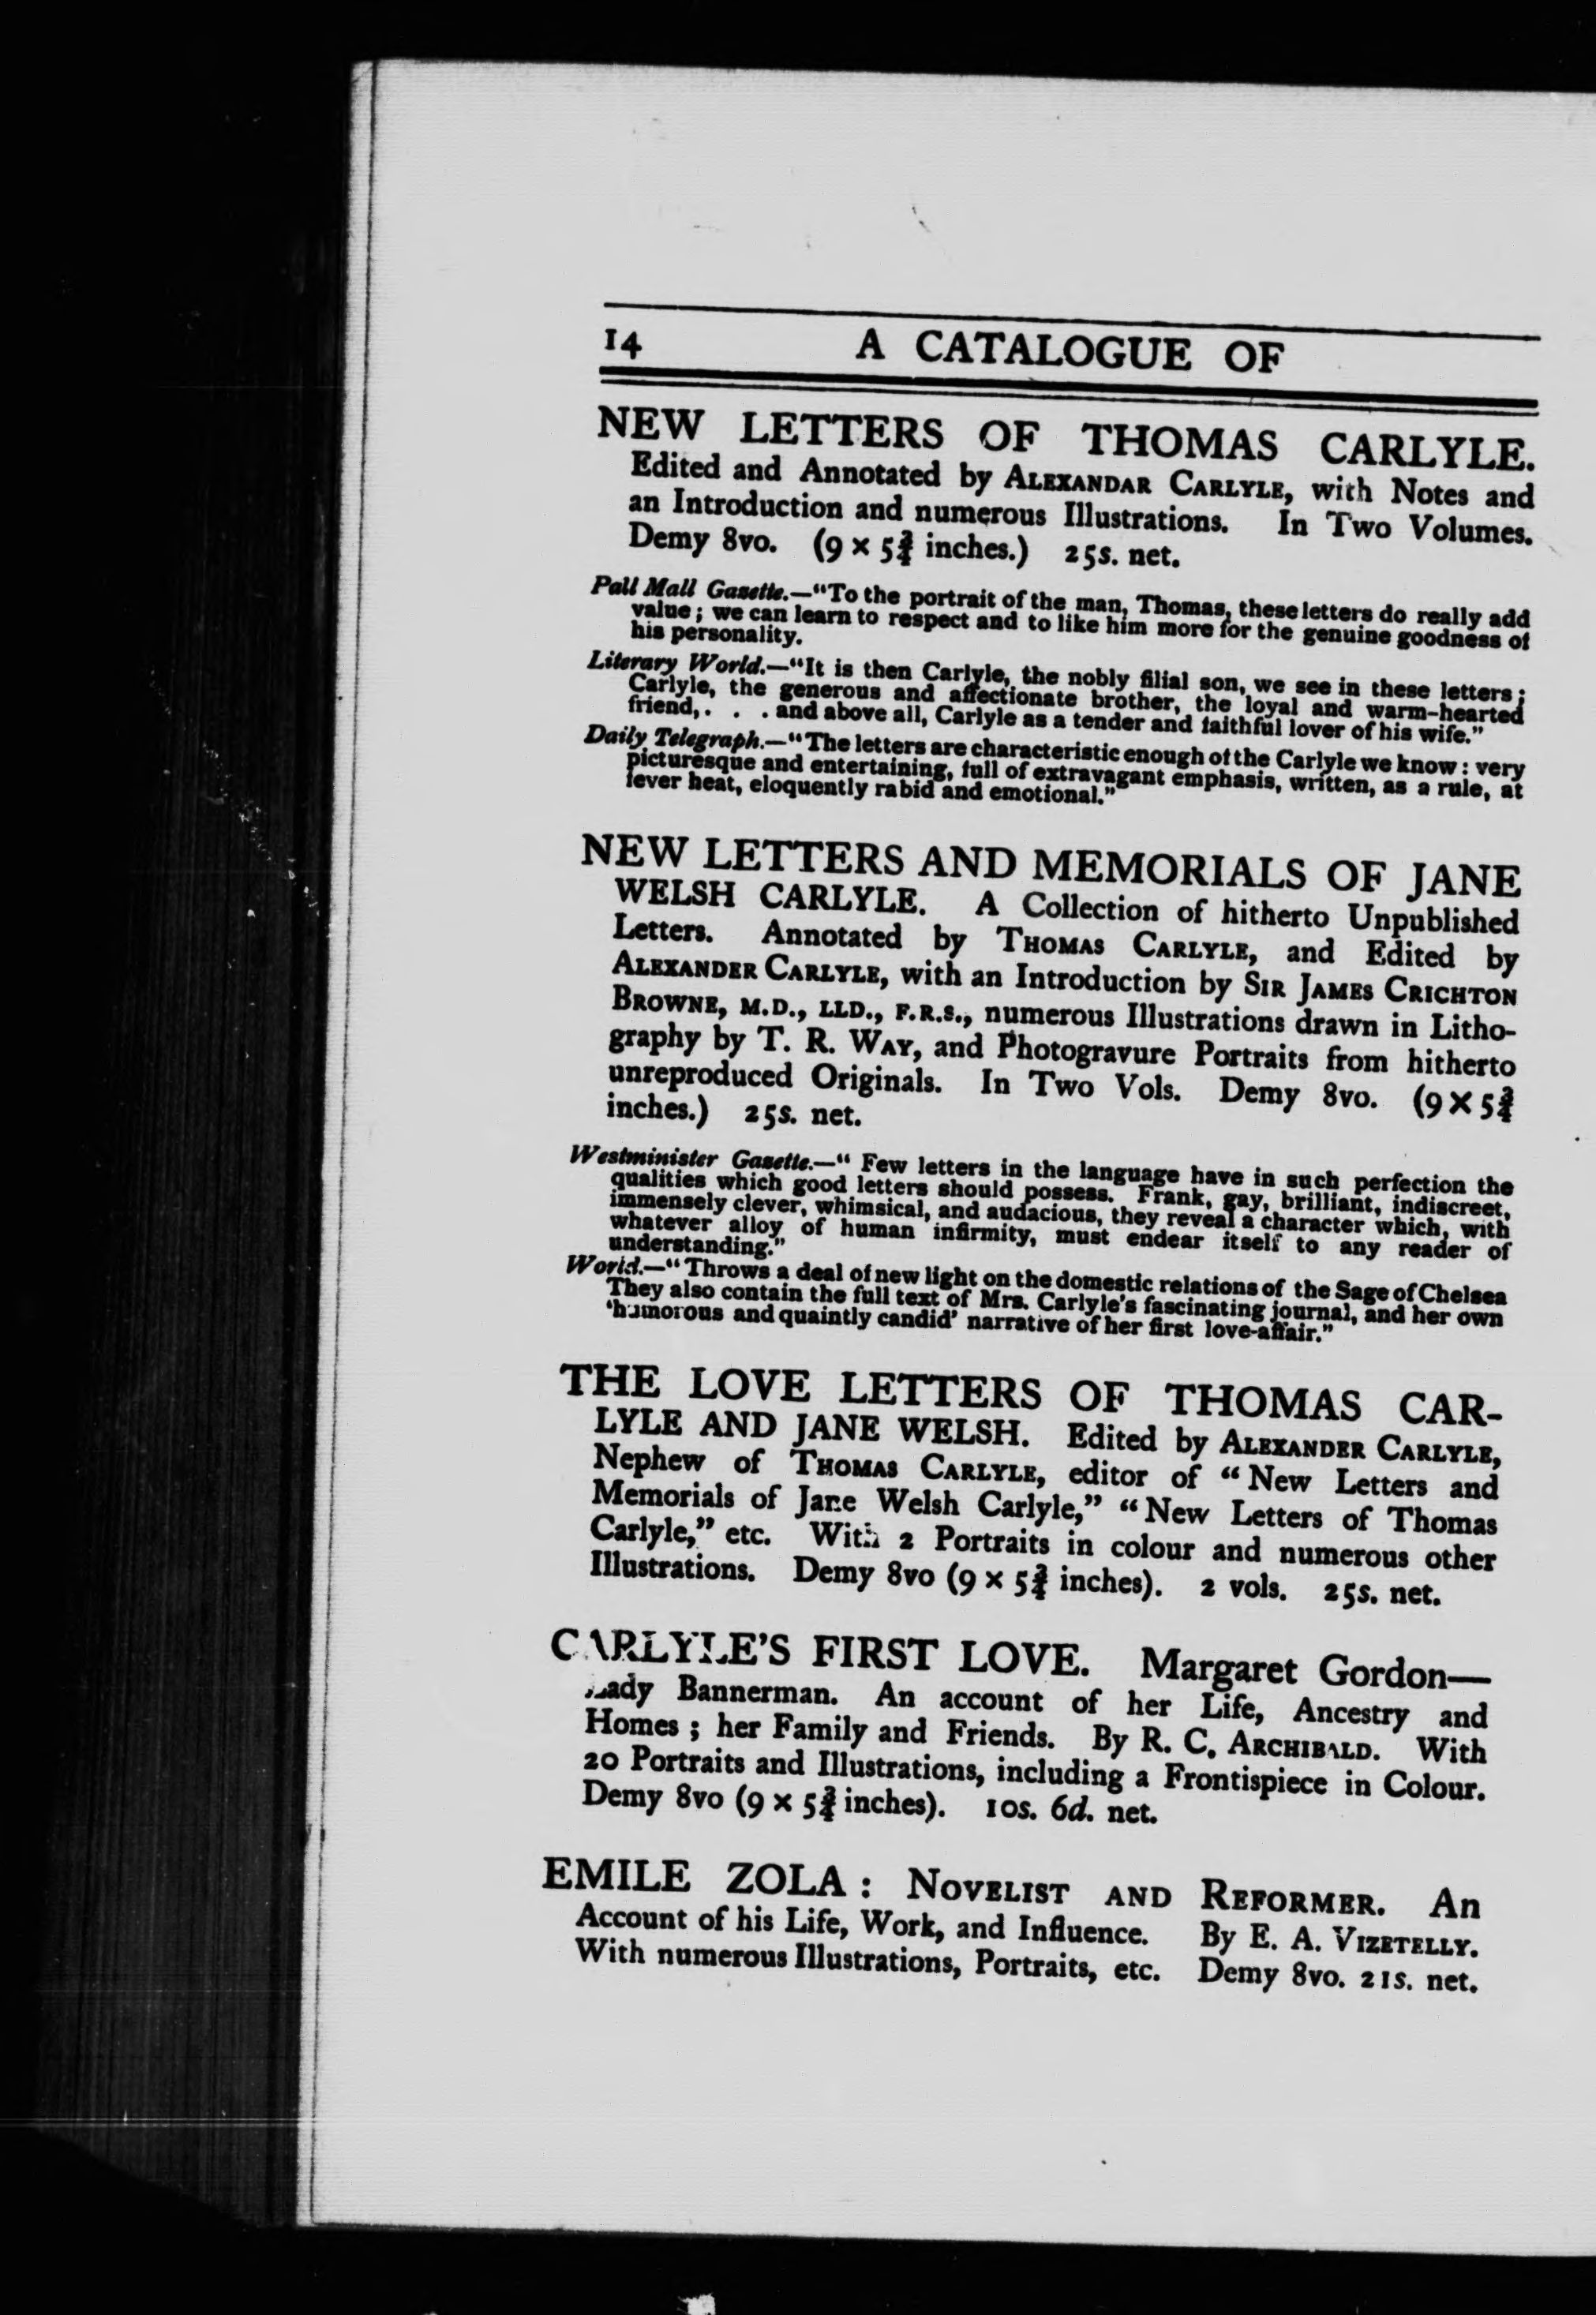 14 A CATALOGUE OF
NEW LETTERS OF THOMAS CARLYLE.
Edited and Annotated by ALEXANDAR CARLYLE, with Notes and
an Introduction and numerous Illustrations. In Two Volumes.
Demy 8vo. (9 × 5¾ inches.) 25s. net.
Pall Mall Gazette.—"To the portrait of the man, Thomas, these letters do really add
value; we can learn to respect and to like him more for the genuine goodness of
his personality.
Literary World.—"It is then Carlyle, the nobly filial son, we see in these letters;
Carlyle, the generous and affectionate brother, the loyal and warm-hearted
friend, . . . and above all, Carlyle as a tender and faithful lover of his wife."
Daily Telegraph.—"The letters are characteristic enough of the Carlyle we know: very
picturesque and entertaining, full of extravagant emphasis, written, as a rule, at
fever heat, eloquently rabid and emotional."
NEW LETTERS AND MEMORIALS OF JANE
WELSH CARLYLE. A Collection of hitherto Unpublished
Letters. Annotated by THOMAS CARLYLE, and Edited by
ALEXANDER CARLYLE, with an Introduction by SIR JAMES CRICHTON
BROWNE, M.D., LLD., F.R.S., numerous Illustrations drawn in Litho-
graphy by T. R. WAY, and Photogravure Portraits from hitherto
unreproduced Originals. In Two Vols. Demy 8vo. (9 × 5¾
inches.) 25s. net.
Westminister Gazette.—" Few letters in the language have in such perfection the
qualities which good letters should possess. Frank, gay, brilliant, indiscreet,
immensely clever, whimsical, and audacious, they reveal a character which, with
whatever alloy of human infirmity, must endear itself to any reader of
understanding."
World.—"Throws a deal of new light on the domestic relations of the Sage of Chelsea
They also contain the full text of Mrs. Carlyle's fascinating journal, and her own
'humorous and quaintly candid' narrative of her first love-affair."
THE LOVE LETTERS OF THOMAS CAR-
LYLE AND JANE WELSH. Edited by ALEXANDER CARLYLE,
Nephew of THOMAS CARLYLE, editor of "New Letters and
Memorials of Jane Welsh Carlyle," "New Letters of Thomas
Carlyle," etc. With 2 Portraits in colour and numerous other
Illustrations. Demy 8vo (9 × 5¾ inches). 2 vols. 25s. net.
CARLYLE'S FIRST LOVE. Margaret Gordon—
Lady Bannerman. An account of her Life, Ancestry and
Homes; her Family and Friends. By R. C. ARCHIBALD. With
20 Portraits and Illustrations, including a Frontispiece in Colour.
Demy 8vo (9 × 5¾ inches). 10s. 6d. net.
EMILE ZOLA: NOVELIST AND REFORMER. An
Account of his Life, Work, and Influence. By E. A. VIZETELLY.
With numerous Illustrations, Portraits, etc. Demy 8vo. 21s. net.